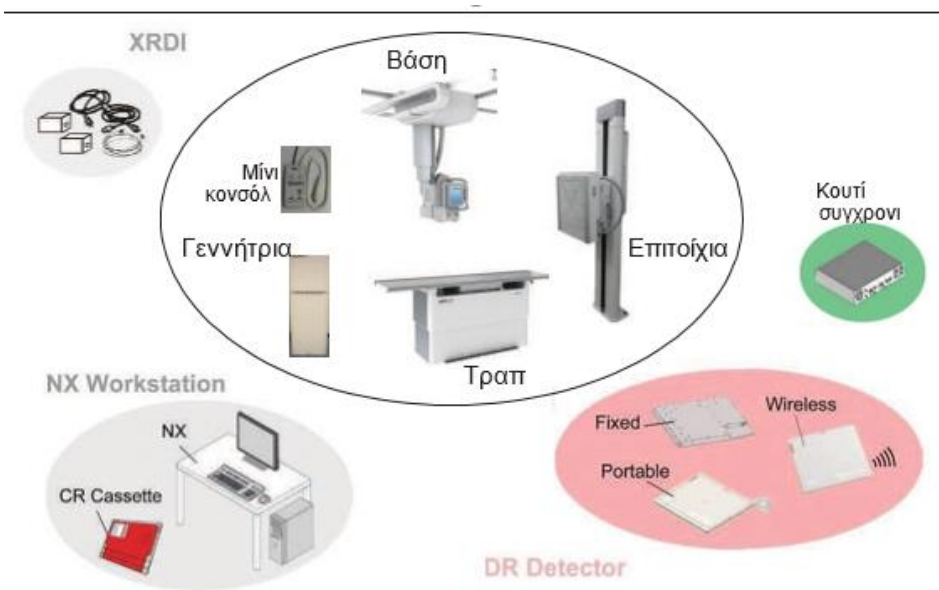 XRDI
Βάση
Μίνι
κονσόλ
Κουτί
συγχρονι
Γεννήτρια
Επιτοίχια
Τραπ
NX Workstation
NX
CR Cassette
Fixed
Wireless
Portable
DR Detector